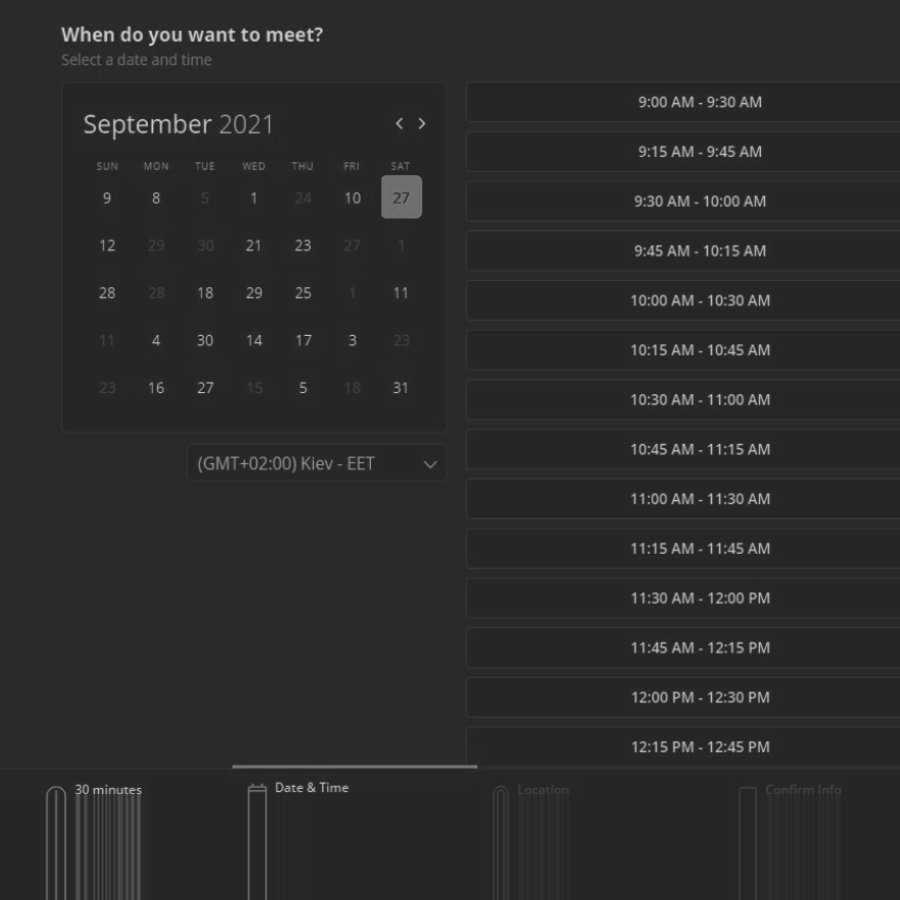 When do you want to meet?
Select a date and time
September 2021
SUN MON TUE WED THU FRI SAT
9 8 5 1 24 10 27
12 29 30 21 23 27 1
28 28 18 29 25 1 11
11 4 30 14 17 3 23
23 16 27 15 5 18 31
(GMT+02:00) Kiev - EET
9:00 AM - 9:30 AM
9:15 AM - 9:45 AM
9:30 AM - 10:00 AM
9:45 AM - 10:15 AM
10:00 AM - 10:30 AM
10:15 AM - 10:45 AM
10:30 AM - 11:00 AM
10:45 AM - 11:15 AM
11:00 AM - 11:30 AM
11:15 AM - 11:45 AM
11:30 AM - 12:00 PM
11:45 AM - 12:15 PM
12:00 PM - 12:30 PM
12:15 PM - 12:45 PM
30 minutes
Date & Time
Location
Confirm Info